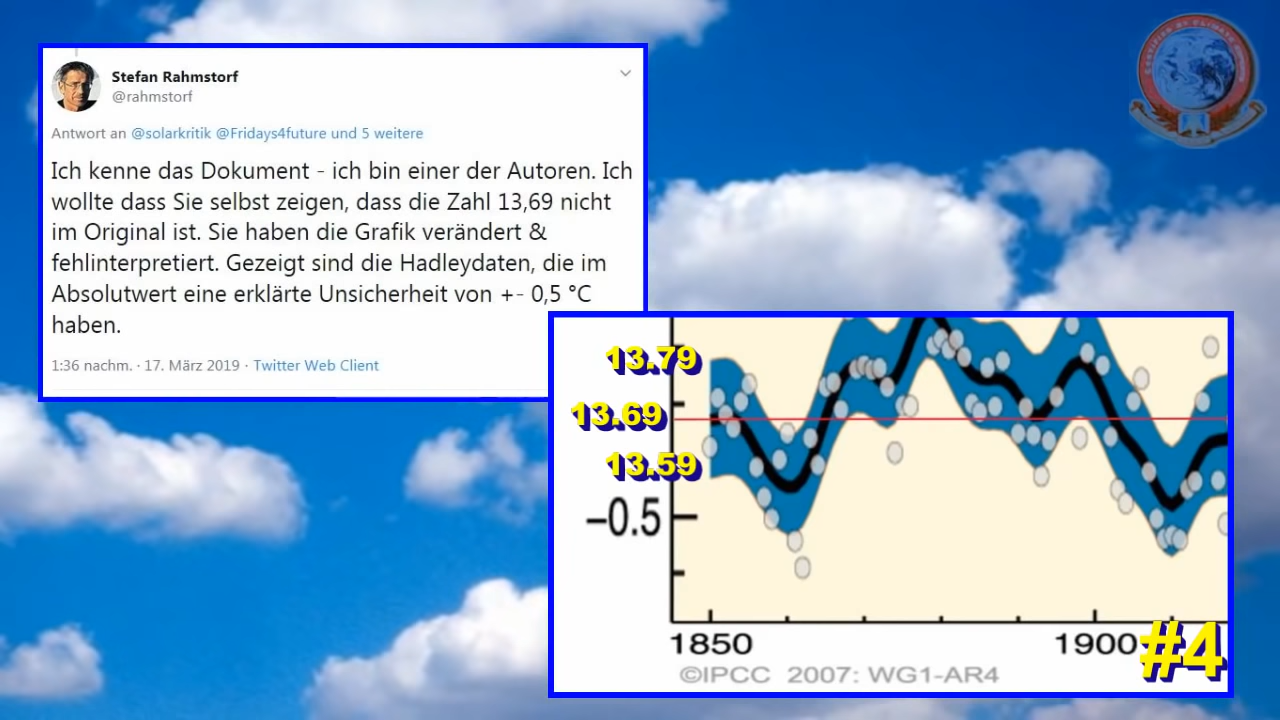 Stefan Rahmstorf
@rahmstorf
Antwort an @solarkritik @Fridays4future und 5 weitere
Ich kenne das Dokument - ich bin einer der Autoren. Ich
wollte dass Sie selbst zeigen, dass die Zahl 13,69 nicht
im Original ist. Sie haben die Grafik verändert &
fehlinterpretiert. Gezeigt sind die Hadleydaten, die im
Absolutwert eine erklärte Unsicherheit von +- 0,5 °C
haben.
1:36 nachm. · 17. März 2019 · Twitter Web Client
13.79
13.69
13.59
−0.5
1850
1900
#4
©IPCC 2007: WG1-AR4